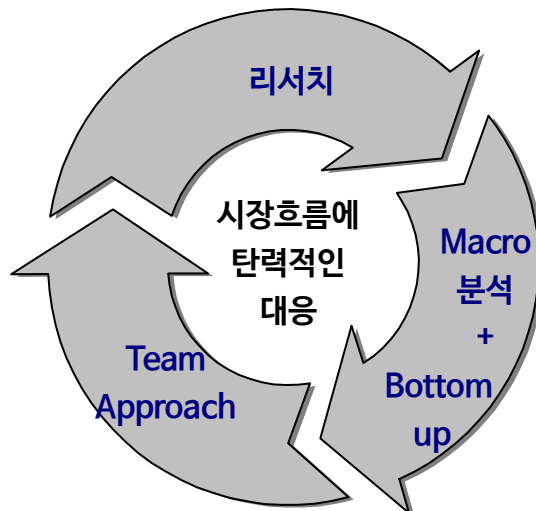 리서치
시장흐름에
탄력적인
대응
Macro
분석
+
Bottom
up
Team
Approach